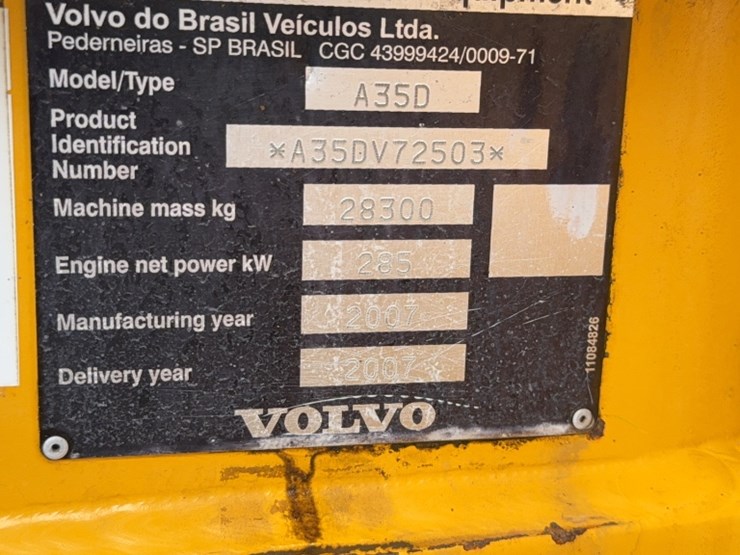 Volvo do Brasil Veículos Ltda.
Pederneiras - SP BRASIL CGC 43999424/0009-71
Model/Type A35D
Product
Identification
Number *A35DV72503*
Machine mass kg 28300
Engine net power kW 285
Manufacturing year 2007
Delivery year 2007
11084826
VOLVO